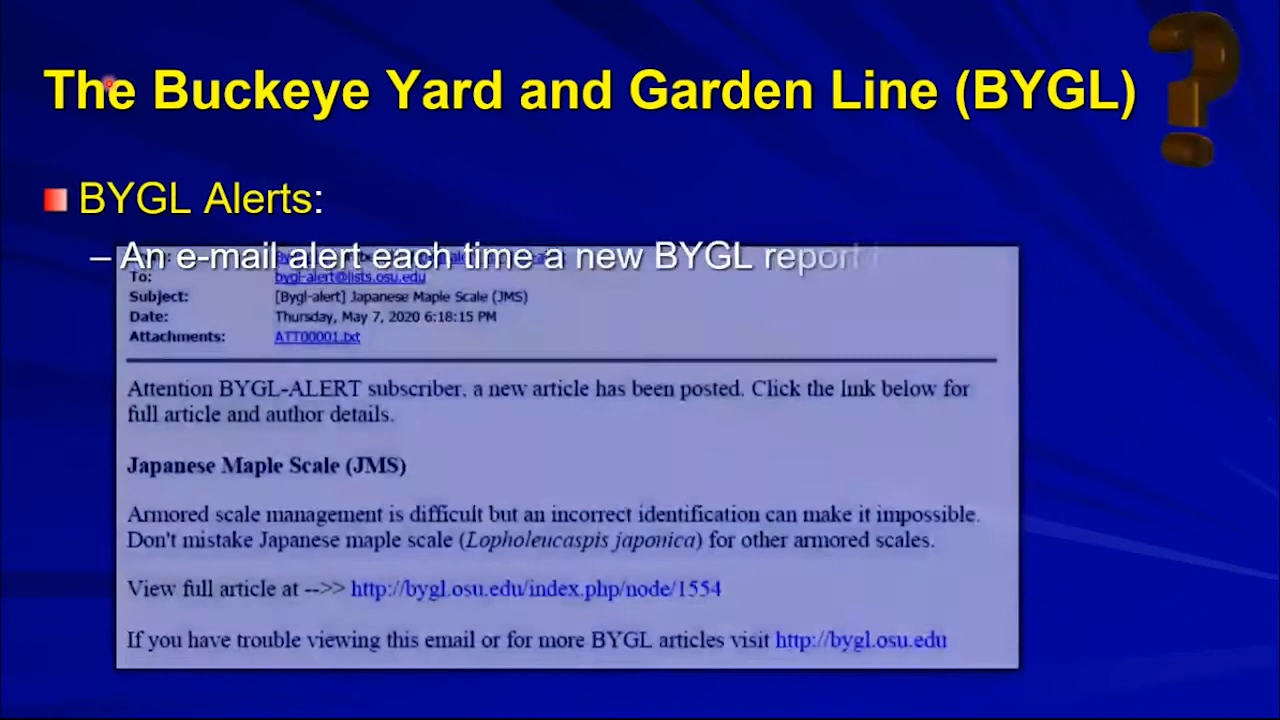 The Buckeye Yard and Garden Line (BYGL)
BYGL Alerts:
– An e-mail alert each time a new BYGL report
To: bygl-alert@lists.osu.edu
Subject: [Bygl-alert] Japanese Maple Scale (JMS)
Date: Thursday, May 7, 2020 6:18:15 PM
Attachments: ATT00001.txt
Attention BYGL-ALERT subscriber, a new article has been posted. Click the link below for
full article and author details.
Japanese Maple Scale (JMS)
Armored scale management is difficult but an incorrect identification can make it impossible.
Don't mistake Japanese maple scale (Lopholeucaspis japonica) for other armored scales.
View full article at -->> http://bygl.osu.edu/index.php/node/1554
If you have trouble viewing this email or for more BYGL articles visit http://bygl.osu.edu